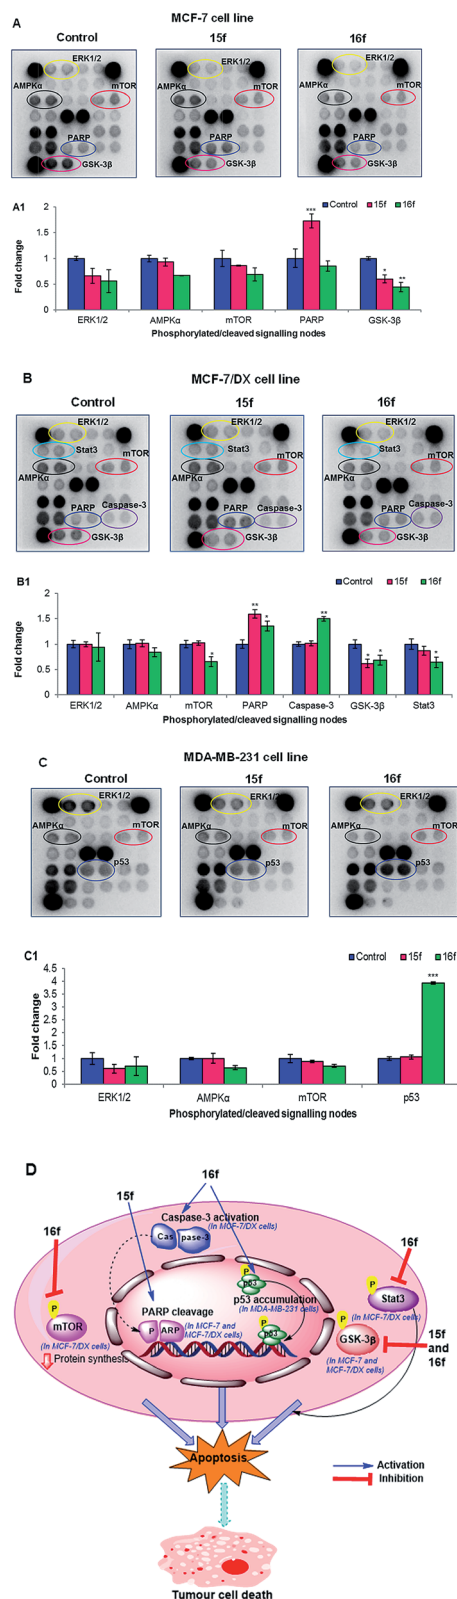 A
MCF-7 cell line
Control 15f 16f
ERK1/2 ERK1/2 ERK1/2
AMPKα mTOR AMPKα mTOR AMPKα mTOR
PARP PARP PARP
GSK-3β GSK-3β GSK-3β
A1
Control 15f 16f
Fold change
2
1.5
1
0.5
0
***
* **
ERK1/2 AMPKα mTOR PARP GSK-3β
Phosphorylated/cleaved signalling nodes
B
MCF-7/DX cell line
Control 15f 16f
ERK1/2 ERK1/2 ERK1/2
Stat3 Stat3 Stat3
mTOR mTOR mTOR
AMPKα AMPKα AMPKα
PARP Caspase-3 PARP Caspase-3 PARP Caspase-3
GSK-3β GSK-3β GSK-3β
B1
Control 15f 16f
Fold change
2
1.5
1
0.5
0
* ** * ** * * *
ERK1/2 AMPKα mTOR PARP Caspase-3 GSK-3β Stat3
Phosphorylated/cleaved signalling nodes
C
MDA-MB-231 cell line
Control 15f 16f
ERK1/2 ERK1/2 ERK1/2
AMPKα mTOR AMPKα mTOR AMPKα mTOR
p53 p53 p53
C1
Control 15f 16f
Fold change
4.5
4
3.5
3
2.5
2
1.5
1
0.5
0
***
ERK1/2 AMPKα mTOR p53
Phosphorylated/cleaved signalling nodes
D
16f
15f
Caspase-3 activation
(In MCF-7/DX cells)
Cas pase-3
16f
P
mTOR
(In MCF-7/DX cells)
Protein synthesis
P
p53
p53 accumulation
(In MDA-MB-231 cells)
PARP cleavage
P ARP
(In MCF-7 and
MCF-7/DX cells)
P
p53
16f
P
Stat3
(In MCF-7/DX cells)
P
GSK-3β
(In MCF-7 and
MCF-7/DX cells)
15f
and
16f
Apoptosis
Activation
Inhibition
Tumour cell death